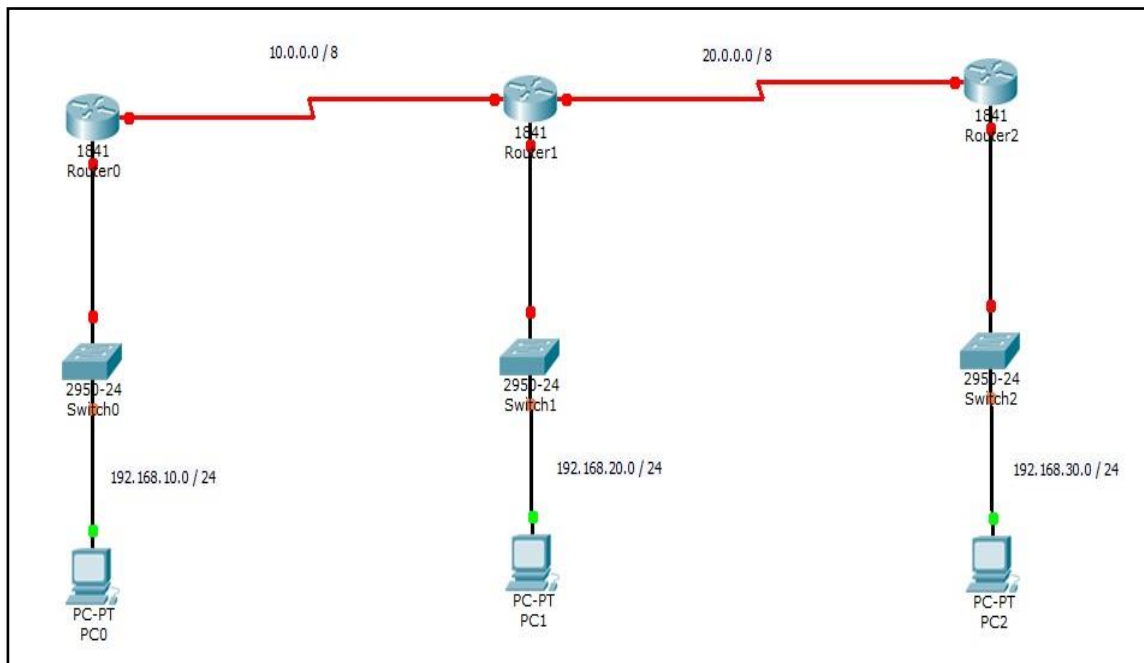 10.0.0.0 / 8
20.0.0.0 / 8
1841
Router0
1841
Router1
1841
Router2
2950-24
Switch0
2950-24
Switch1
2950-24
Switch2
192.168.10.0 / 24
192.168.20.0 / 24
192.168.30.0 / 24
PC-PT
PC0
PC-PT
PC1
PC-PT
PC2